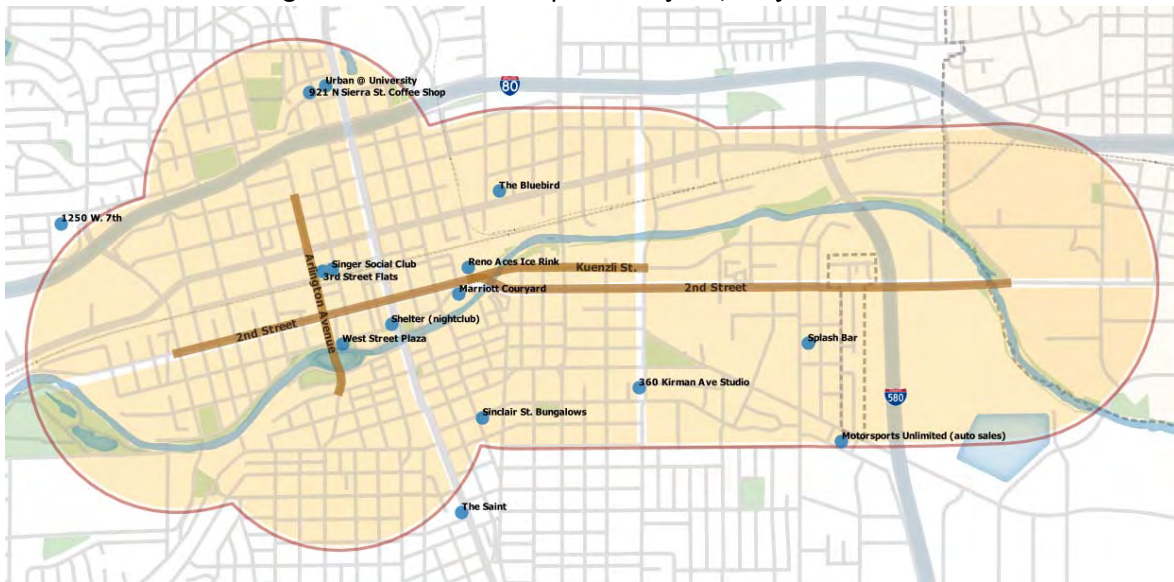 Urban @ University
921 N Sierra St. Coffee Shop
80
The Bluebird
1250 W. 7th
Singer Social Club
3rd Street Flats
Arlington Avenue
Reno Aces Ice Rink
Kuenzli St.
Marriott Couryard
2nd Street
2nd Street
Shelter (nightclub)
West Street Plaza
Splash Bar
360 Kirman Ave Studio
580
Sinclair St. Bungalows
Motorsports Unlimited (auto sales)
The Saint